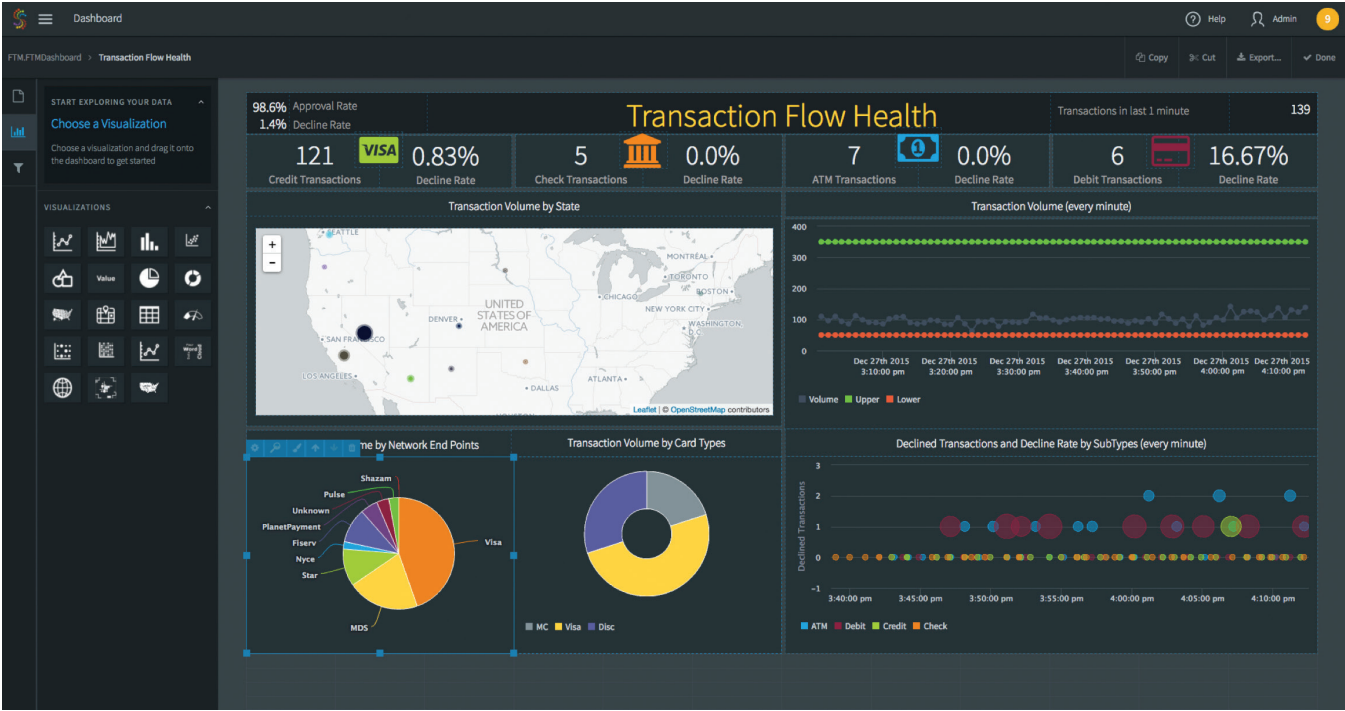 Dashboard
Help
Admin
9
FTM.FTMDashboard > Transaction Flow Health
Copy
Cut
Export...
Done
START EXPLORING YOUR DATA
Choose a Visualization
Choose a visualization and drag it onto
the dashboard to get started
VISUALIZATIONS
Value
Word
98.6% Approval Rate
1.4% Decline Rate
Transaction Flow Health
Transactions in last 1 minute
139
121
Credit Transactions
VISA
0.83%
Decline Rate
5
Check Transactions
0.0%
Decline Rate
7
ATM Transactions
1
0.0%
Decline Rate
6
Debit Transactions
16.67%
Decline Rate
Transaction Volume by State
+
-
SEATTLE
MONTRÉAL
TORONTO
BOSTON
CHICAGO
NEW YORK CITY
UNITED
STATES OF
AMERICA
DENVER
WASHINGTON,
D.C.
SAN FRANCISCO
LOS ANGELES
DALLAS
ATLANTA
HOUSTON
Leaflet | © OpenStreetMap contributors
Transaction Volume (every minute)
400
300
200
100
0
Dec 27th 2015 Dec 27th 2015 Dec 27th 2015 Dec 27th 2015 Dec 27th 2015 Dec 27th 2015 Dec 27th 2015
3:10:00 pm 3:20:00 pm 3:30:00 pm 3:40:00 pm 3:50:00 pm 4:00:00 pm 4:10:00 pm
Volume Upper Lower
me by Network End Points
Shazam
Pulse
Unknown
PlanetPayment
Fiserv
Nyce
Star
MDS
Visa
Transaction Volume by Card Types
MC Visa Disc
Declined Transactions and Decline Rate by SubTypes (every minute)
Declined Transactions
3
2
1
0
-1
3:40:00 pm 3:45:00 pm 3:50:00 pm 3:55:00 pm 4:00:00 pm 4:05:00 pm 4:10:00 pm
ATM Debit Credit Check